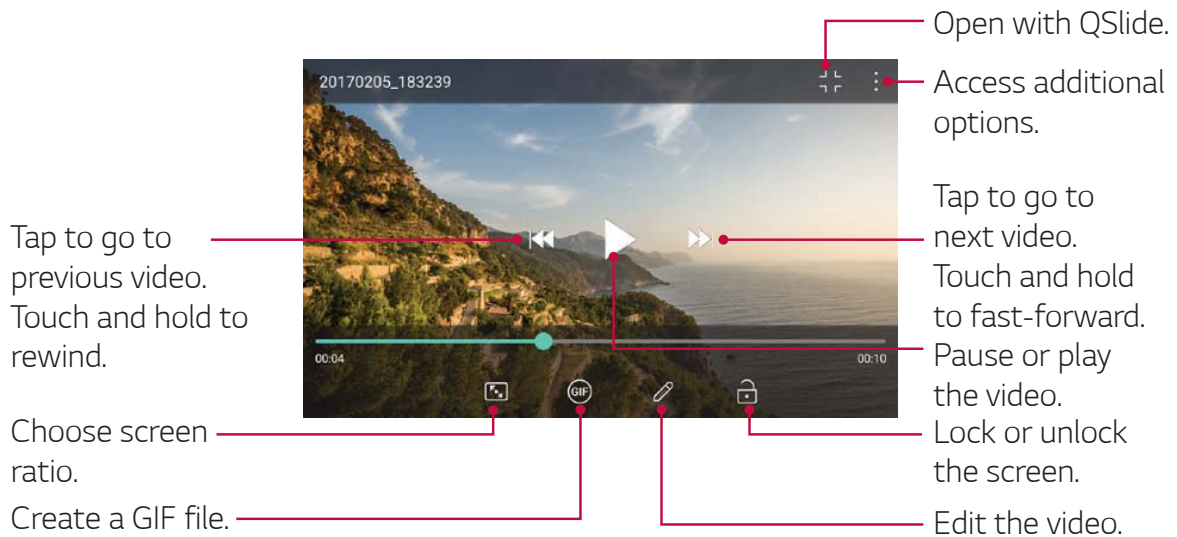 Open with QSlide.
Access additional
options.
20170205_183239
Tap to go to
previous video.
Touch and hold to
rewind.
Tap to go to
next video.
Touch and hold
to fast-forward.
Pause or play
the video.
00:04
00:10
GIF
Choose screen
ratio.
Create a GIF file.
Lock or unlock
the screen.
Edit the video.